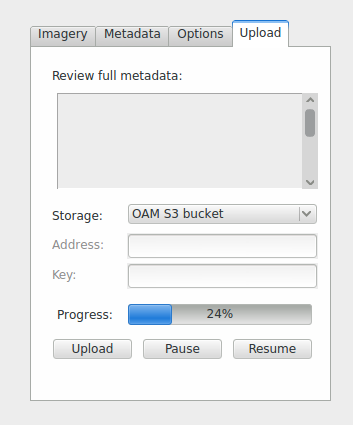 Imagery Metadata Options Upload
Review full metadata:
Storage: OAM S3 bucket
Address:
Key:
Progress: 24%
Upload Pause Resume